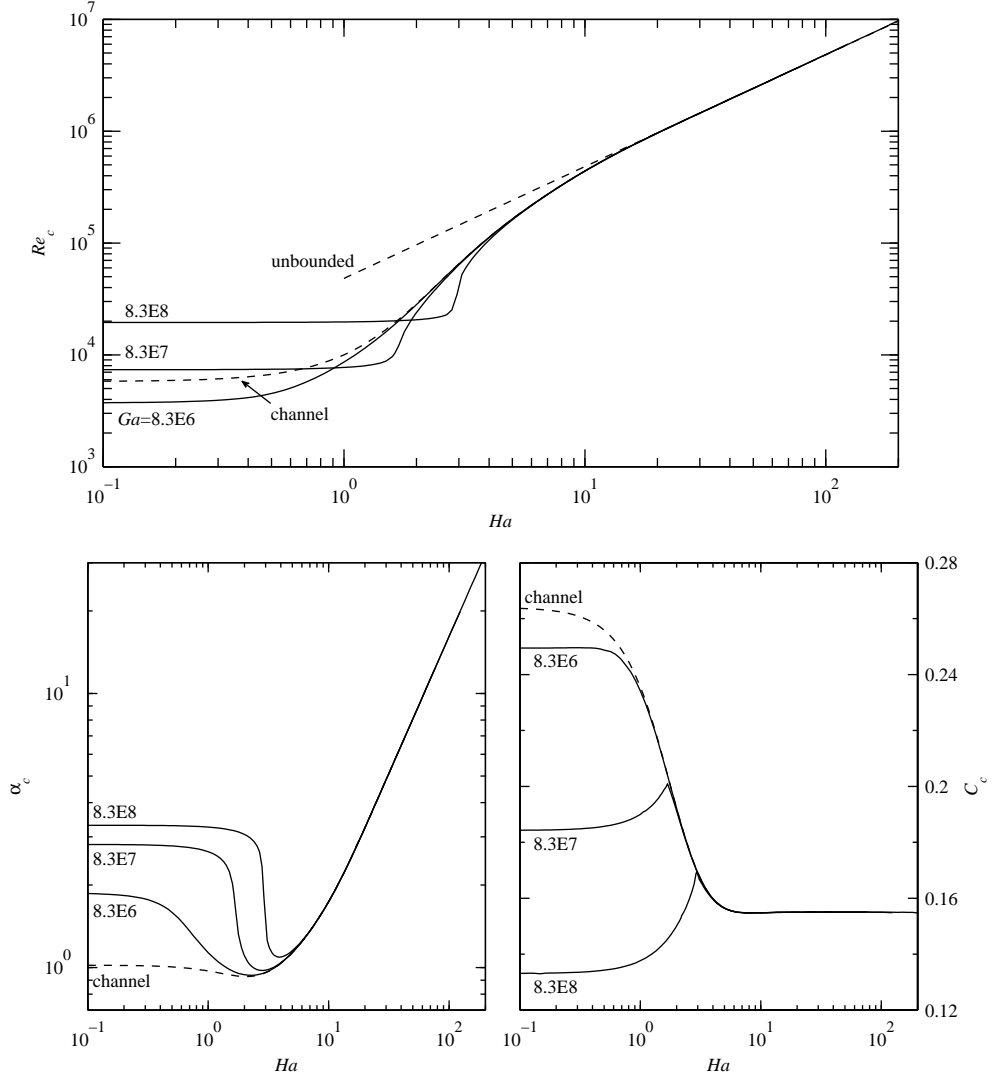 10^7
10^6
10^5
10^4
10^3
Re_c
unbounded
8.3E8
8.3E7
Ga=8.3E6
channel
10^−1
10^0
10^1
10^2
Ha
10^1
10^0
α_c
8.3E8
8.3E7
8.3E6
channel
10^−1
10^0
10^1
10^2
Ha
channel
8.3E6
8.3E7
8.3E8
0.28
0.24
0.2
0.16
0.12
C_c
10^−1
10^0
10^1
10^2
Ha